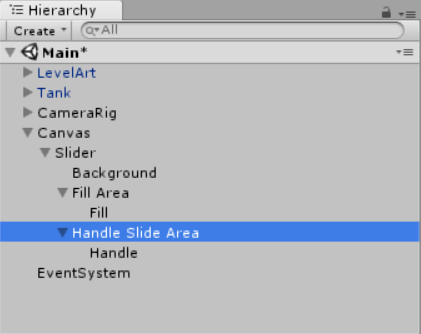 Hierarchy
Create All
Main*
LevelArt
Tank
CameraRig
Canvas
Slider
Background
Fill Area
Fill
Handle Slide Area
Handle
EventSystem